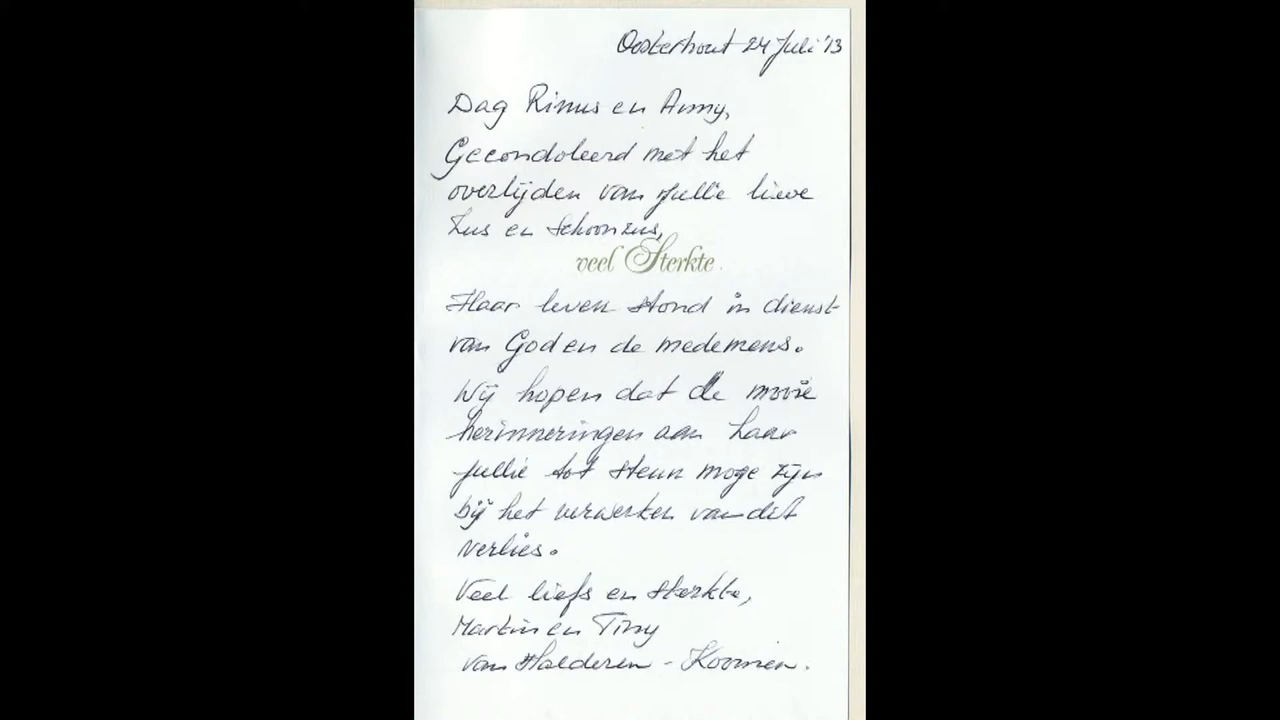 Oosterhout 24 Juli '13
Dag Rinus en Anny,
Gecondoleerd met het
overlijden van jullie lieve
Zus en Schoonzus,
veel Sterkte
Haar leven stond in dienst
van God en de medemens.
Wij hopen dat de mooie
herinneringen aan haar
jullie tot steun moge zijn
bij het verwerken van dit
verlies.
Veel liefs en sterkte,
Martin en Tiny
van Halderen - Koomen.